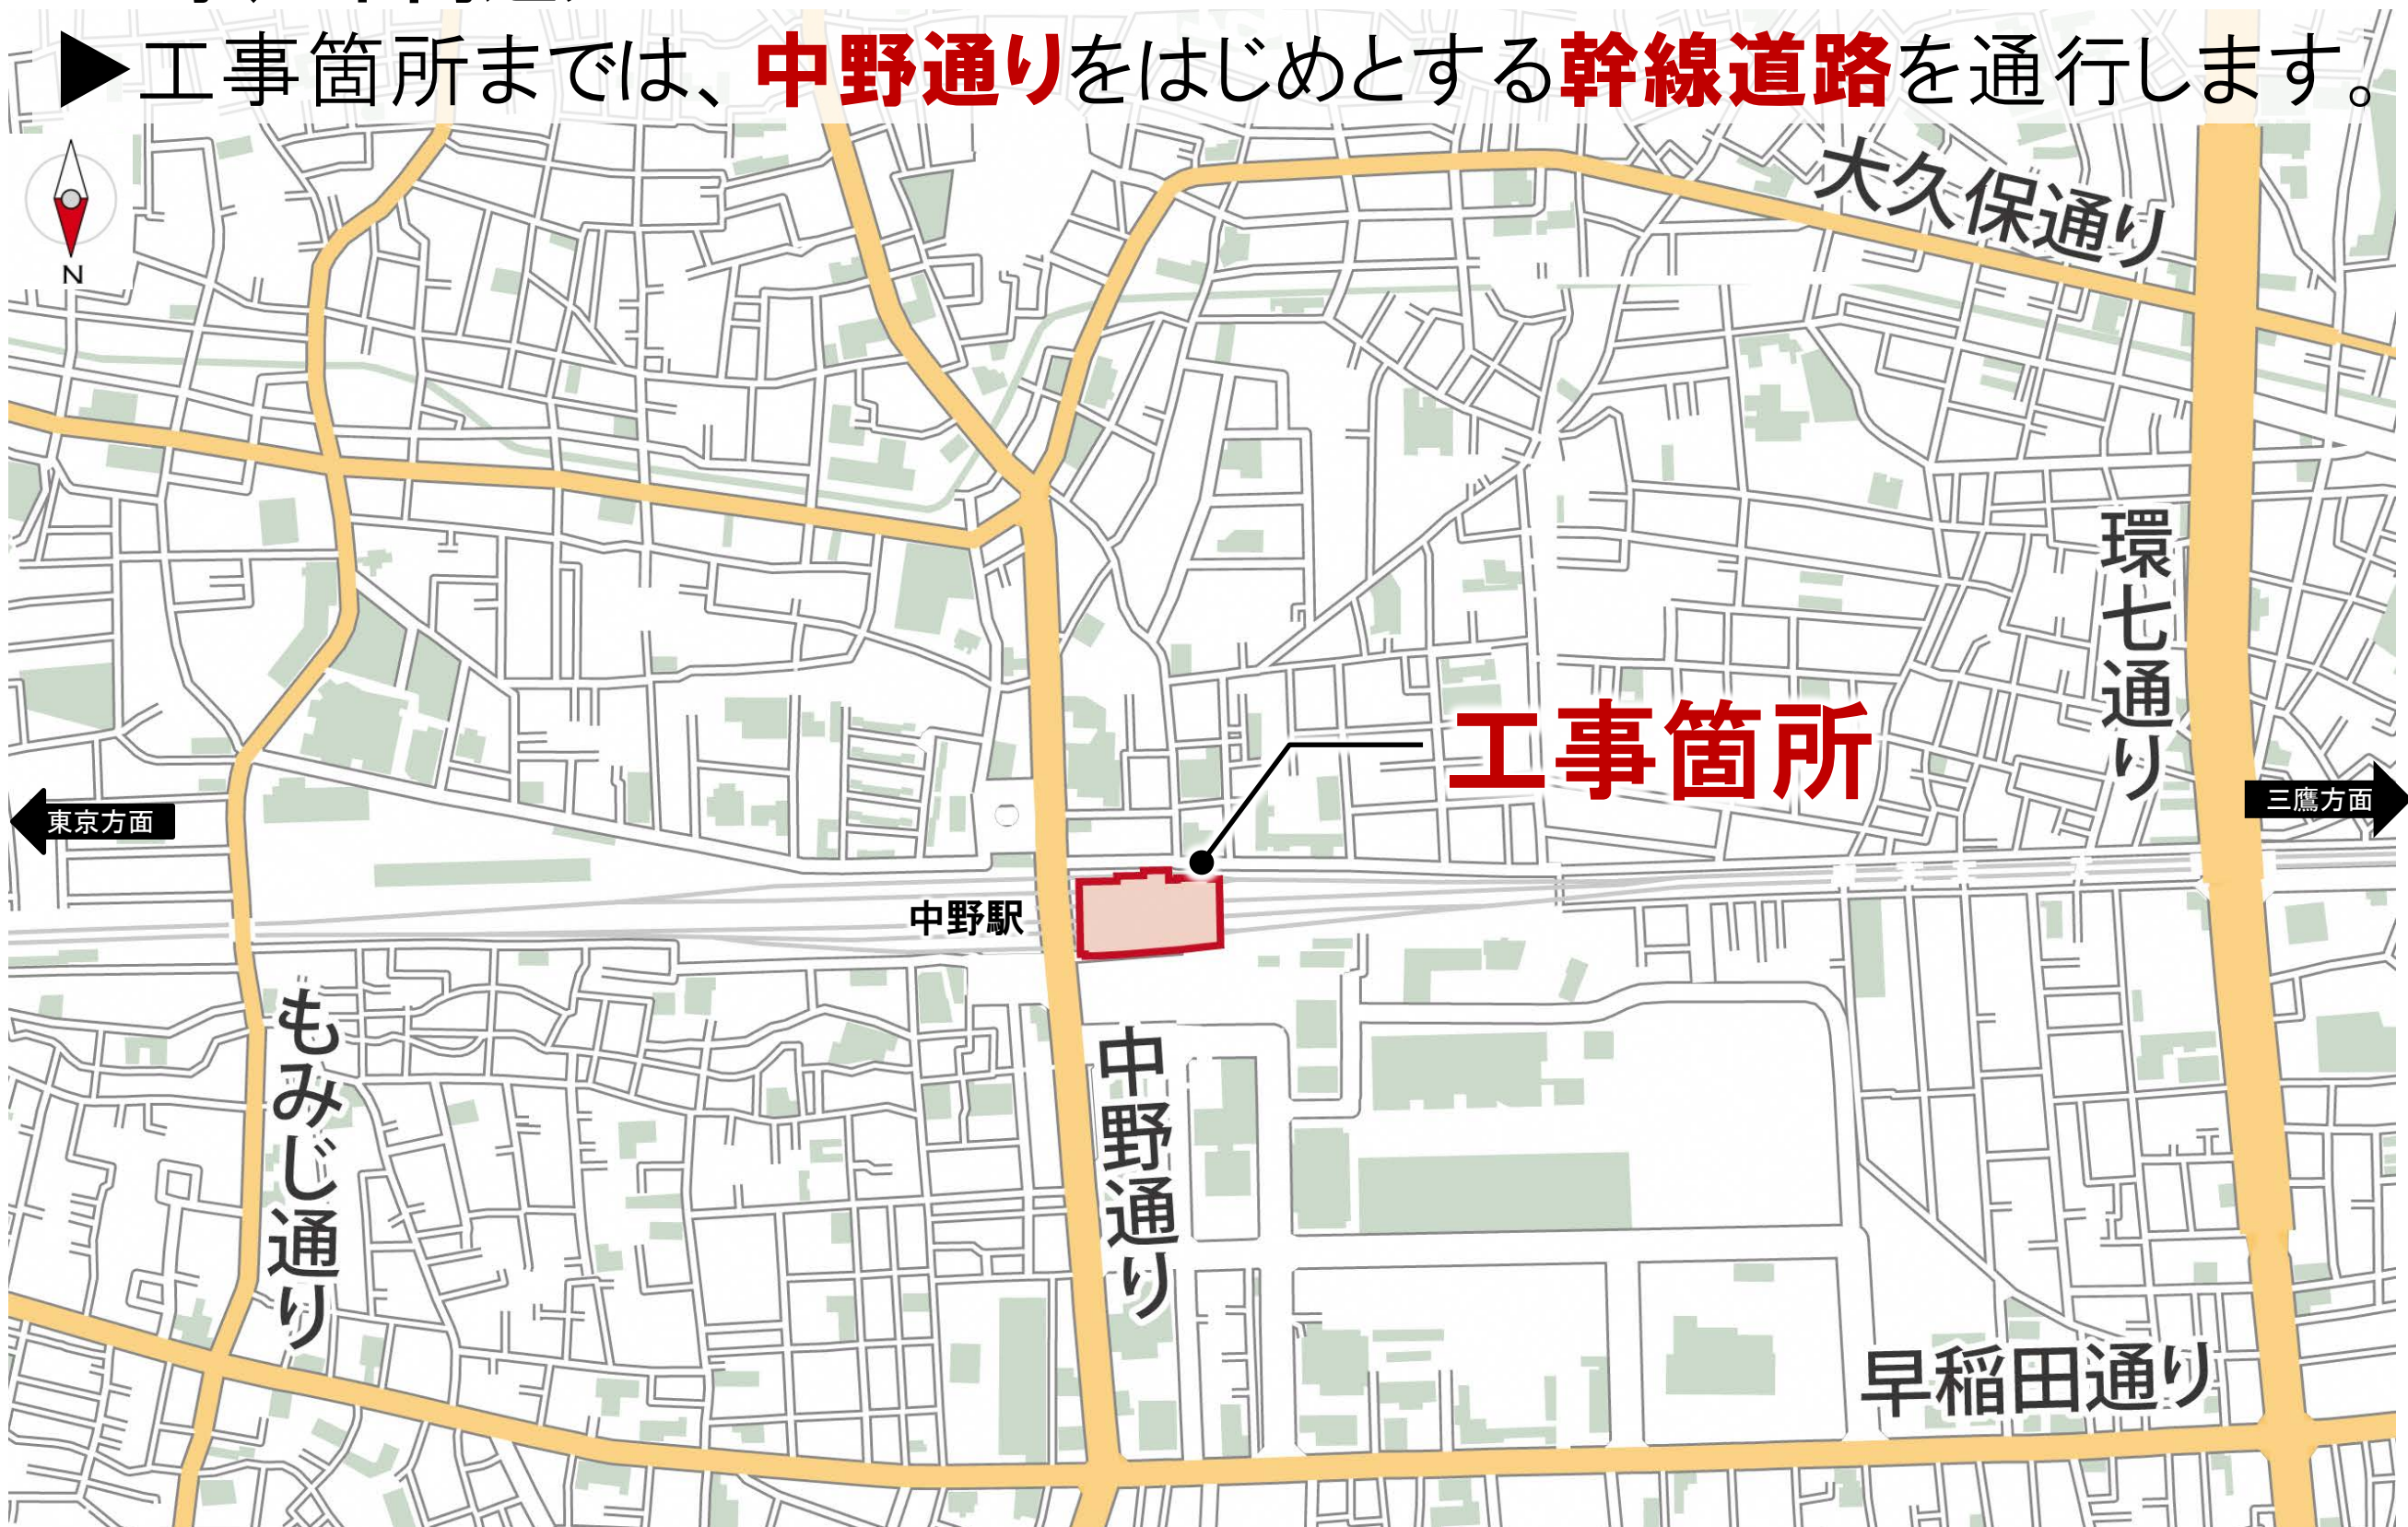 ▶工事箇所までは、中野通りをはじめとする幹線道路を通行します。
大久保通り
N
環七通り
工事箇所
東京方面
三鷹方面
中野駅
もみじ通り
中野通り
早稲田通り